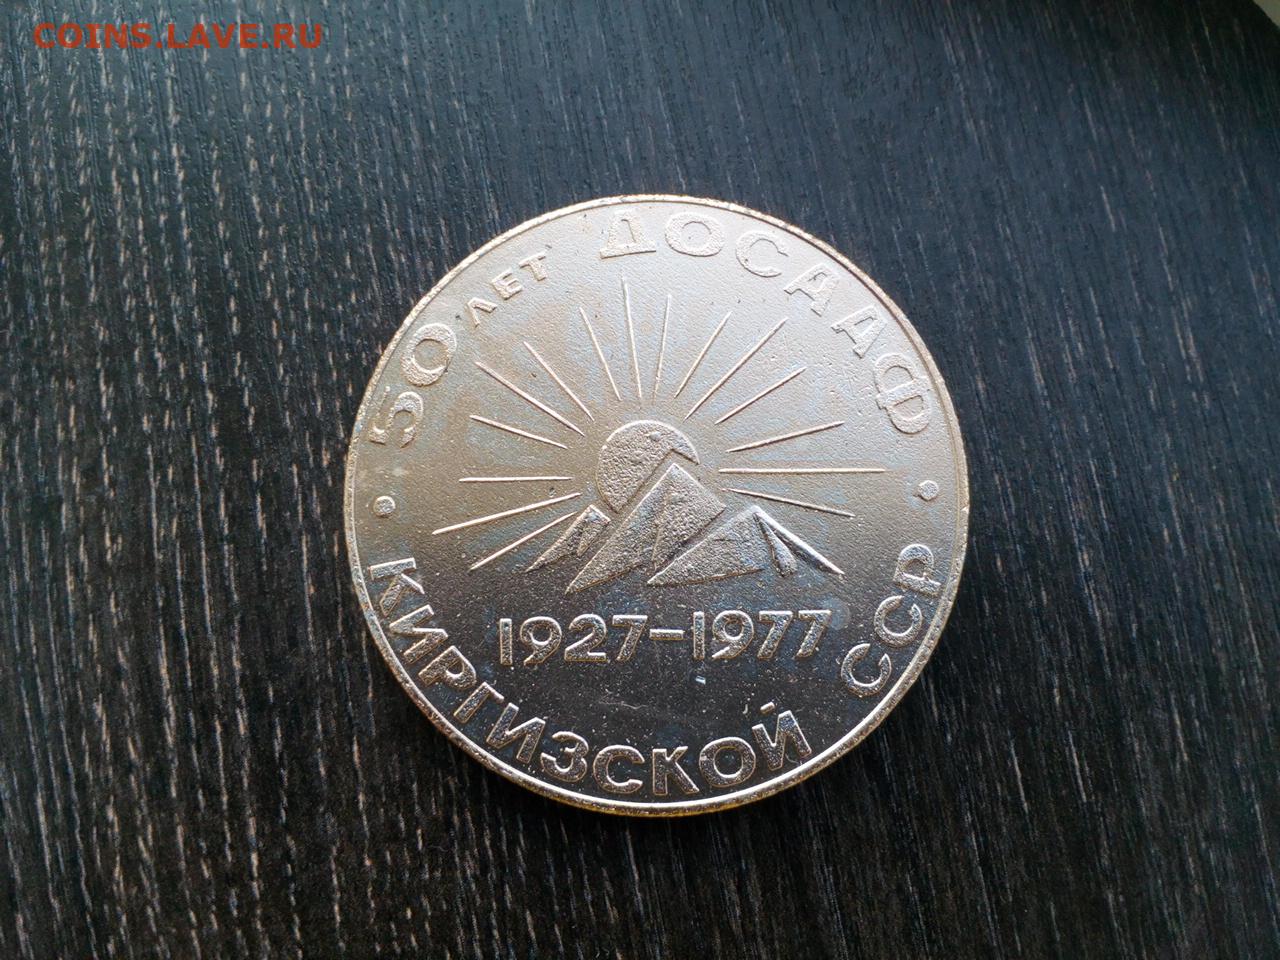 COINS.LAVE.RU
50 ЛЕТ ДОСААФ
1927-1977
КИРГИЗСКОЙ ССР